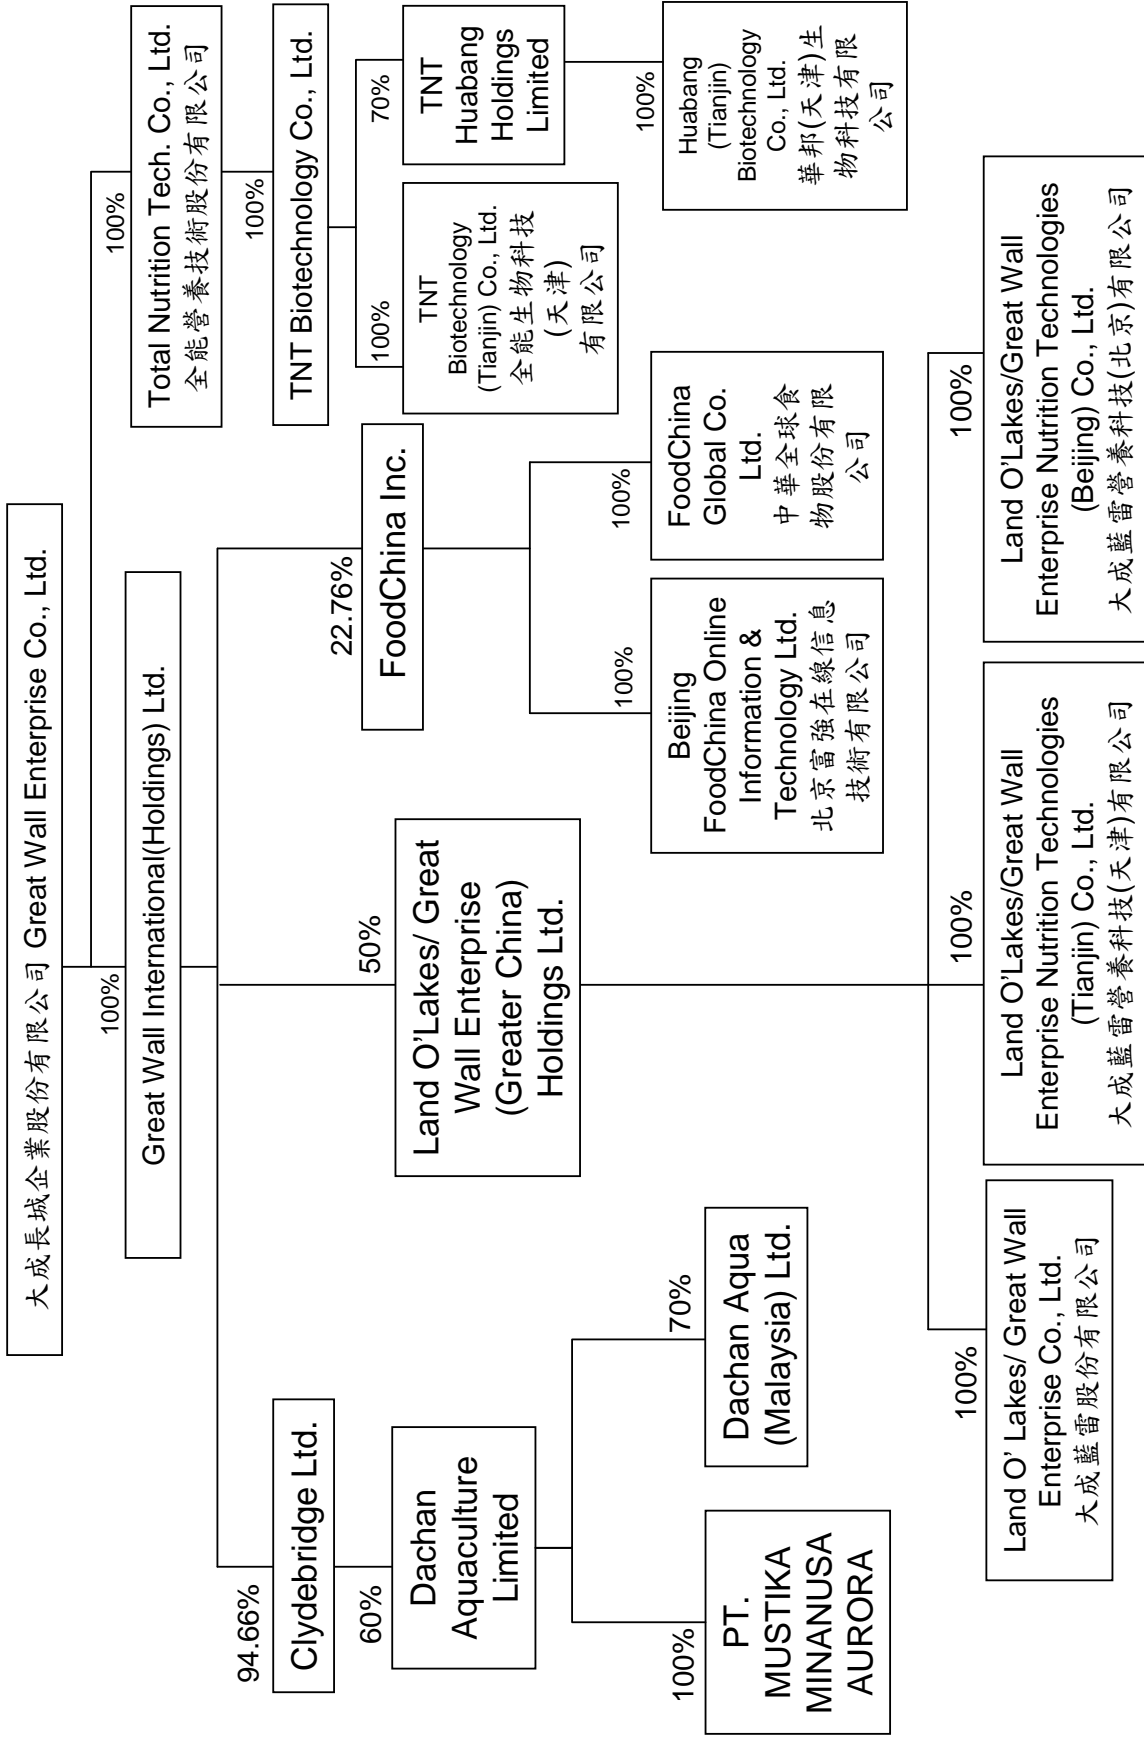 大成長城企業股份有限公司 Great Wall Enterprise Co., Ltd.
100%
Great Wall International(Holdings) Ltd.
100%
Total Nutrition Tech. Co., Ltd.
全能營養技術股份有限公司
100%
TNT Biotechnology Co., Ltd.
94.66%
Clydebridge Ltd.
60%
Dachan
Aquaculture
Limited
100%
PT.
MUSTIKA
MINANUSA
AURORA
70%
Dachan Aqua
(Malaysia) Ltd.
50%
Land O'Lakes/ Great
Wall Enterprise
(Greater China)
Holdings Ltd.
22.76%
FoodChina Inc.
100%
Beijing
FoodChina Online
Information &
Technology Ltd.
北京富強在線信息
技術有限公司
100%
FoodChina
Global Co.
Ltd.
中華全球食
物股份有限
公司
100%
TNT
Biotechnology
(Tianjin) Co., Ltd.
全能生物科技
(天津)
有限公司
70%
TNT
Huabang
Holdings
Limited
100%
Huabang
(Tianjin)
Biotechnology
Co., Ltd.
華邦(天津)生
物科技有限
公司
100%
Land O' Lakes/ Great Wall
Enterprise Co., Ltd.
大成藍雷股份有限公司
100%
Land O'Lakes/Great Wall
Enterprise Nutrition Technologies
(Tianjin) Co., Ltd.
大成藍雷營養科技(天津)有限公司
100%
Land O'Lakes/Great Wall
Enterprise Nutrition Technologies
(Beijing) Co., Ltd.
大成藍雷營養科技(北京)有限公司